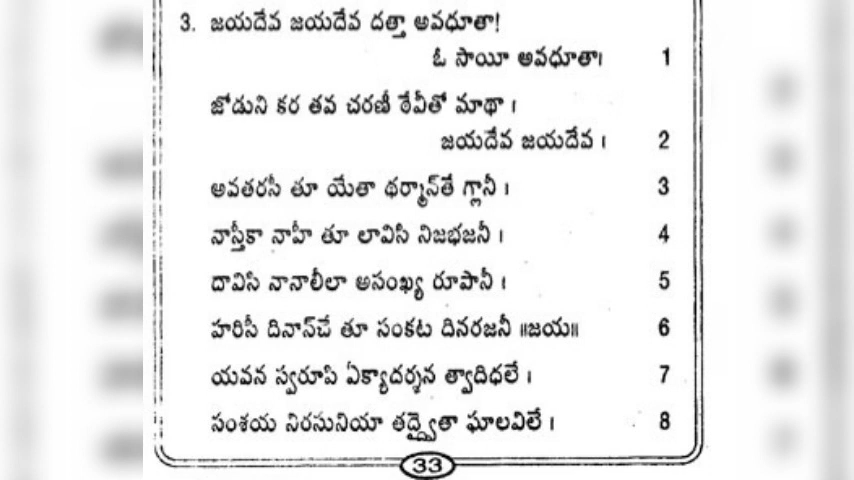 3. జయదేవ జయదేవ దత్తా అవధూతా!
ఓ సాయీ అవధూతా। 1
జోడుని కర తవ చరణీ ఠేవీతో మాథా । 
జయదేవ జయదేవ । 2
అవతరసీ తూ యేతా థర్మాన్‌తే గ్లానీ । 3
నాస్తీకా నాహీ తూ లావిసి నిజభజనీ । 4
దావిసి నానాలీలా అసంఖ్య రూపానీ । 5
హరిసీ దినాన్‌చే తూ సంకట దినరజనీ ॥జయ॥ 6
యవన స్వరూపి ఏక్యాదర్శన త్వాదిధలే । 7
సంశయ నిరసునియా తద్ద్వైతా ఘాలవిలే । 8
33